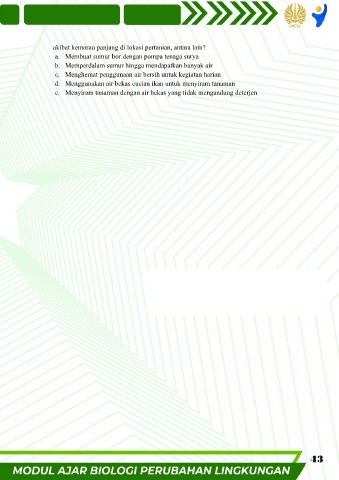 UNESA
akibat kemarau panjang di lokasi pertanian, antara lain?
a. Membuat sumur bor dengan pompa tenaga surya
b. Memperdalam sumur hingga mendapatkan banyak air
c. Menghemat penggunaan air bersih untuk kegiatan harian
d. Menggunakan air bekas cucian ikan untuk menyiram tanaman
e. Menyiram tanaman dengan air bekas yang tidak mengandung deterjen
43
MODUL AJAR BIOLOGI PERUBAHAN LINGKUNGAN